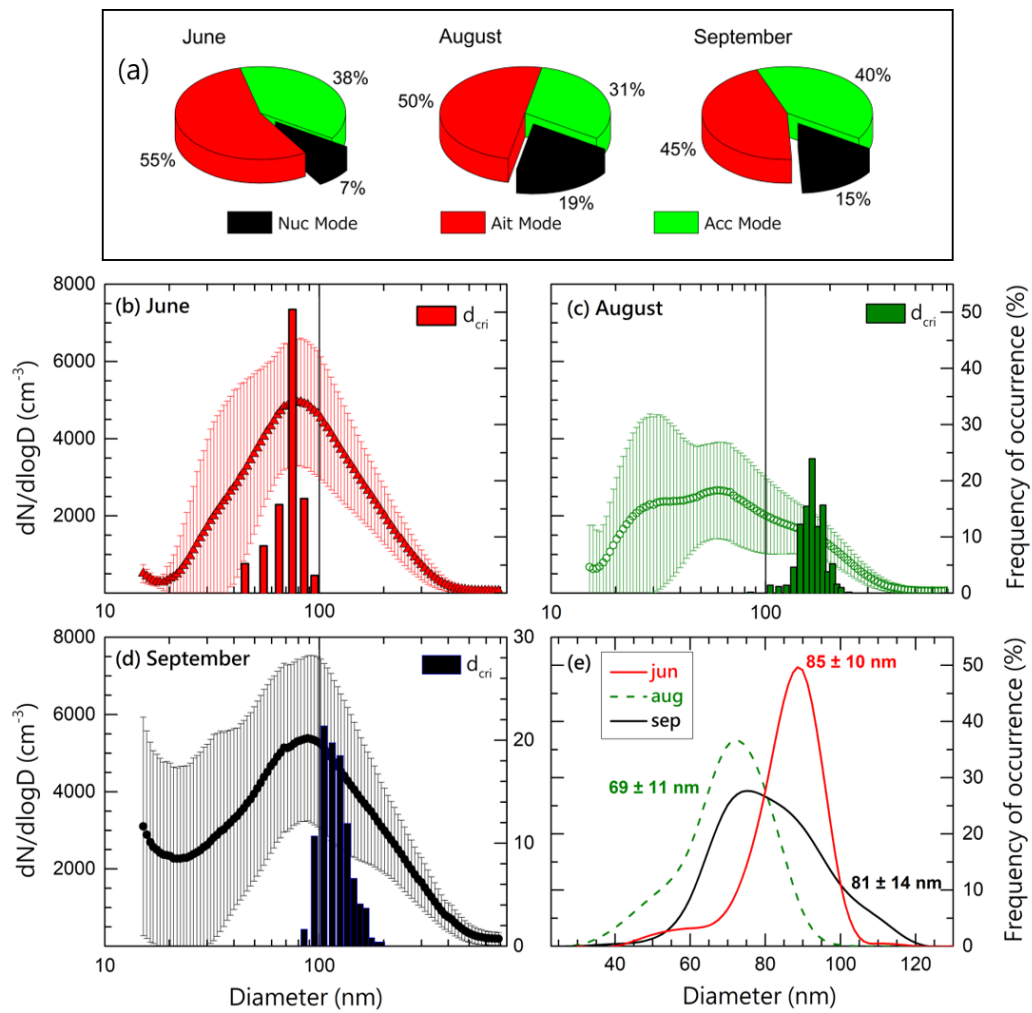 (a)
June
August
September
38%
55%
7%
50%
31%
19%
40%
45%
15%
Nuc Mode
Ait Mode
Acc Mode
(b) June
d_cri
8000
6000
4000
2000
10
100
dN/dlogD (cm⁻³)
(c) August
d_cri
50
40
30
20
10
0
10
100
Frequency of occurrence (%)
(d) September
d_cri
8000
6000
4000
2000
30
20
10
0
10
100
dN/dlogD (cm⁻³)
Diameter (nm)
(e)
jun
aug
sep
85 ± 10 nm
69 ± 11 nm
81 ± 14 nm
50
40
30
20
10
0
40
60
80
100
120
Frequency of occurrence (%)
Diameter (nm)